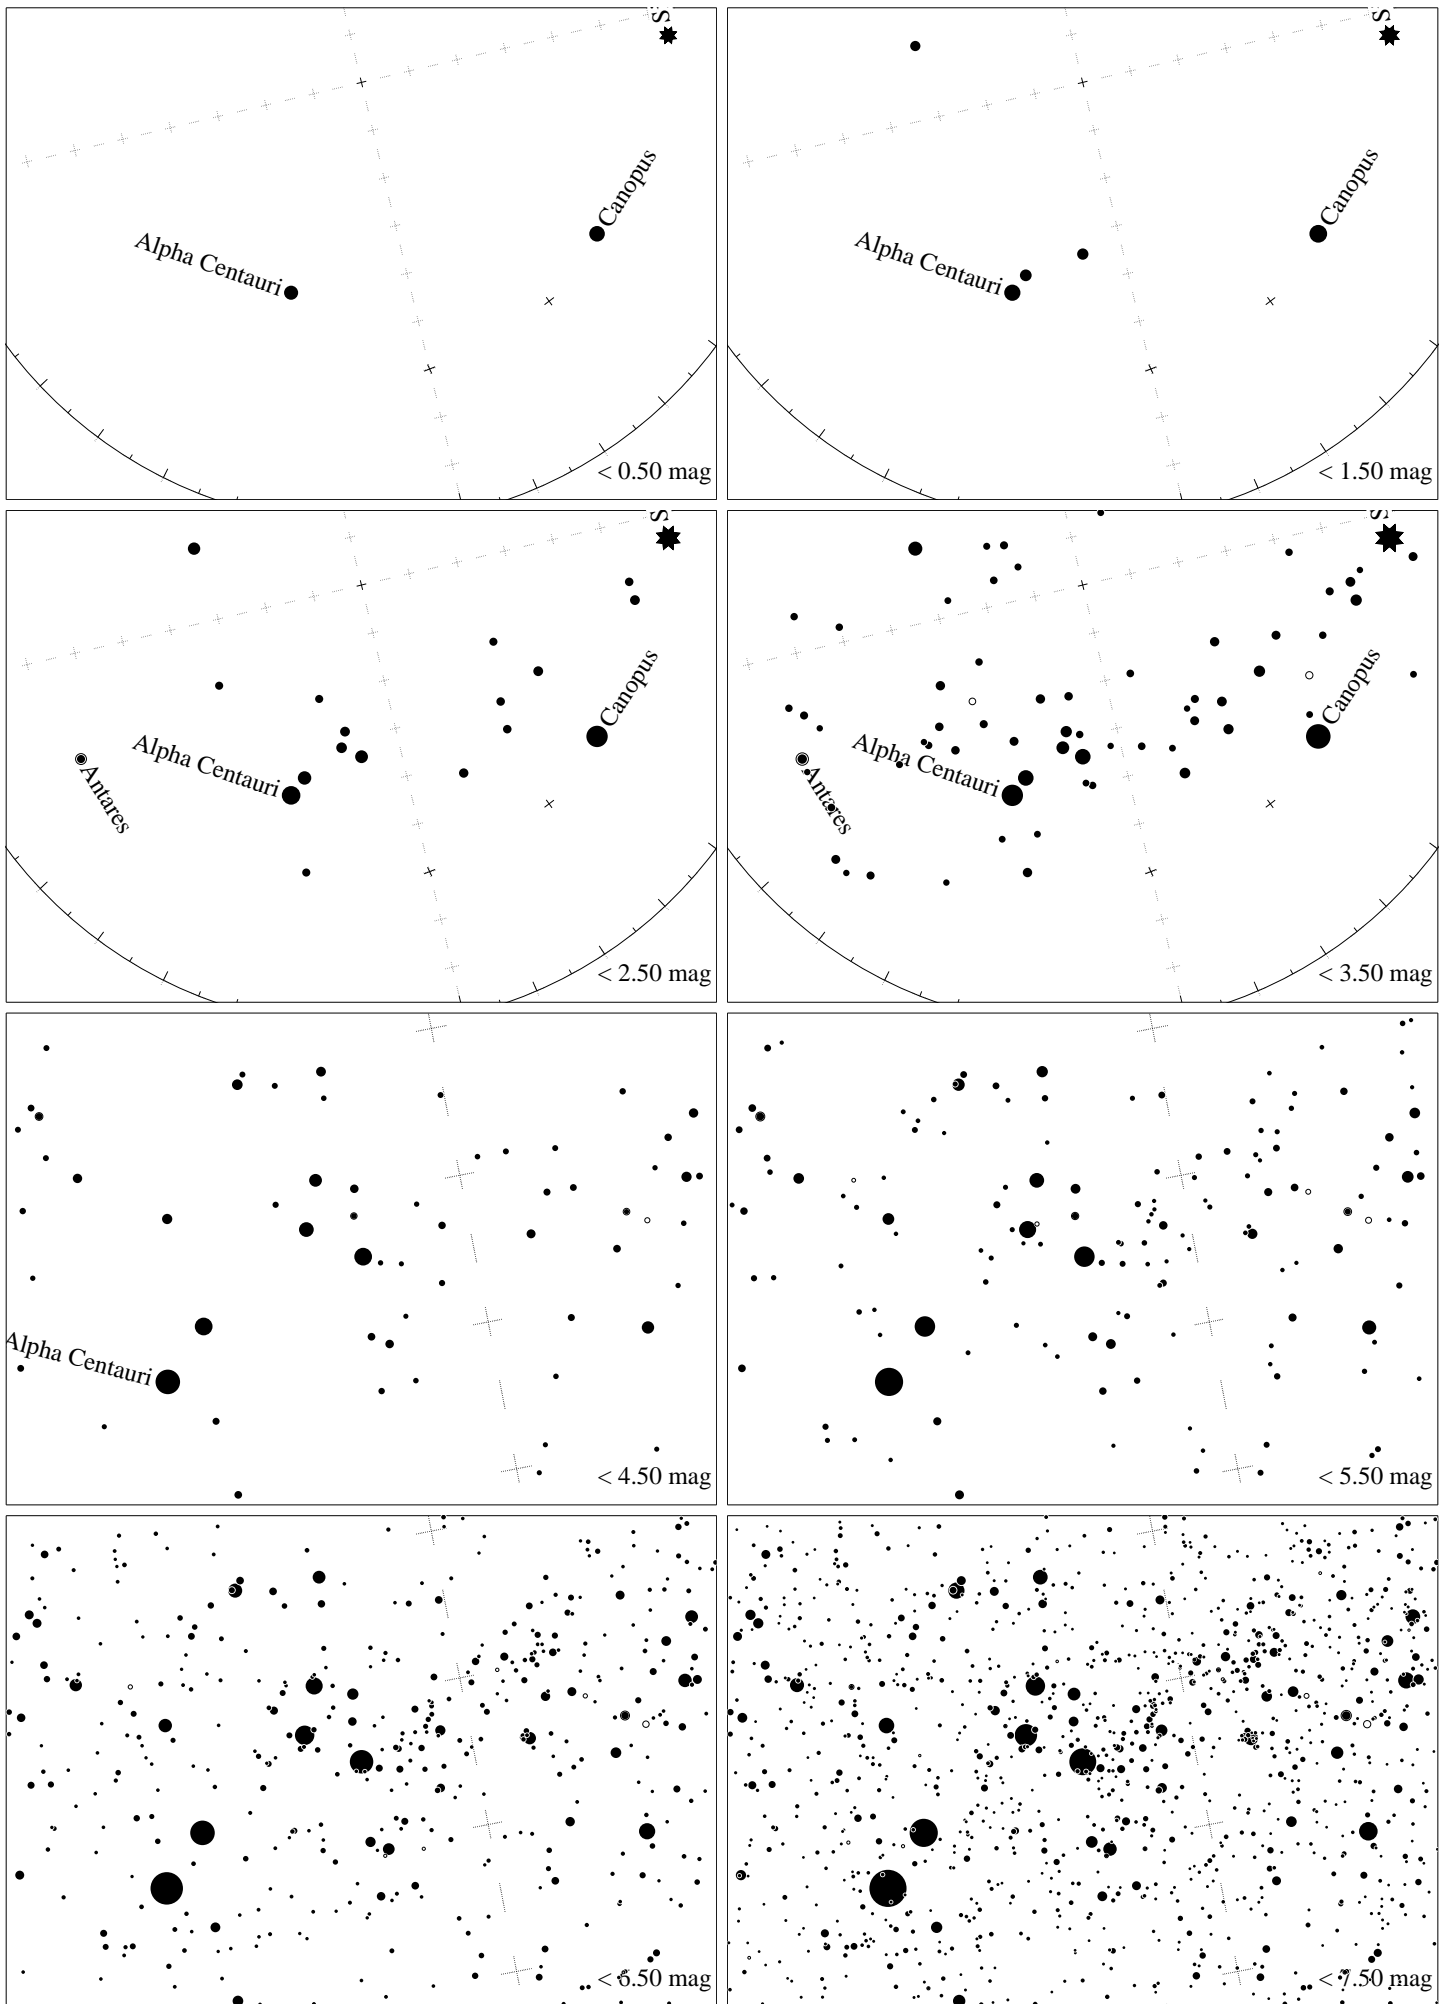 S
Canopus
Alpha Centauri
< 0.50 mag
S
Canopus
Alpha Centauri
< 1.50 mag
S
Canopus
Alpha Centauri
Antares
< 2.50 mag
S
Canopus
Alpha Centauri
Antares
< 3.50 mag
Alpha Centauri
< 4.50 mag
< 5.50 mag
< 6.50 mag
< 7.50 mag